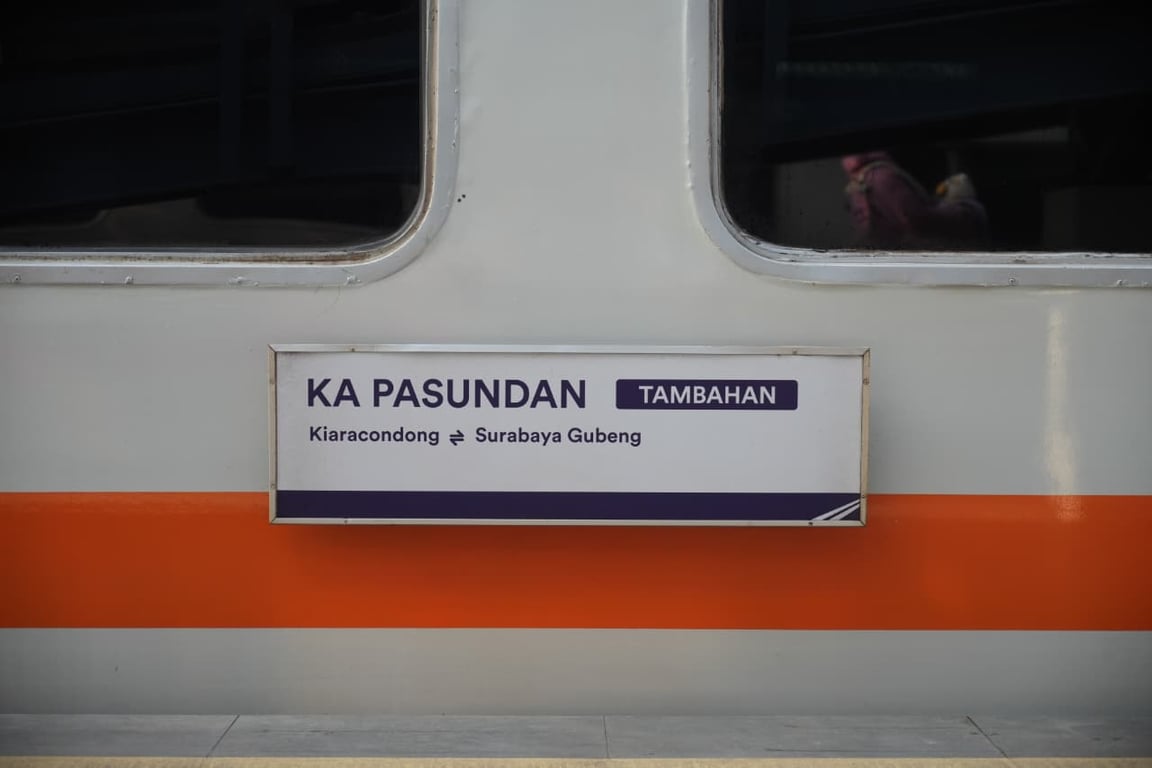 KA PASUNDAN TAMBAHAN
Kiaracondong ⇌ Surabaya Gubeng